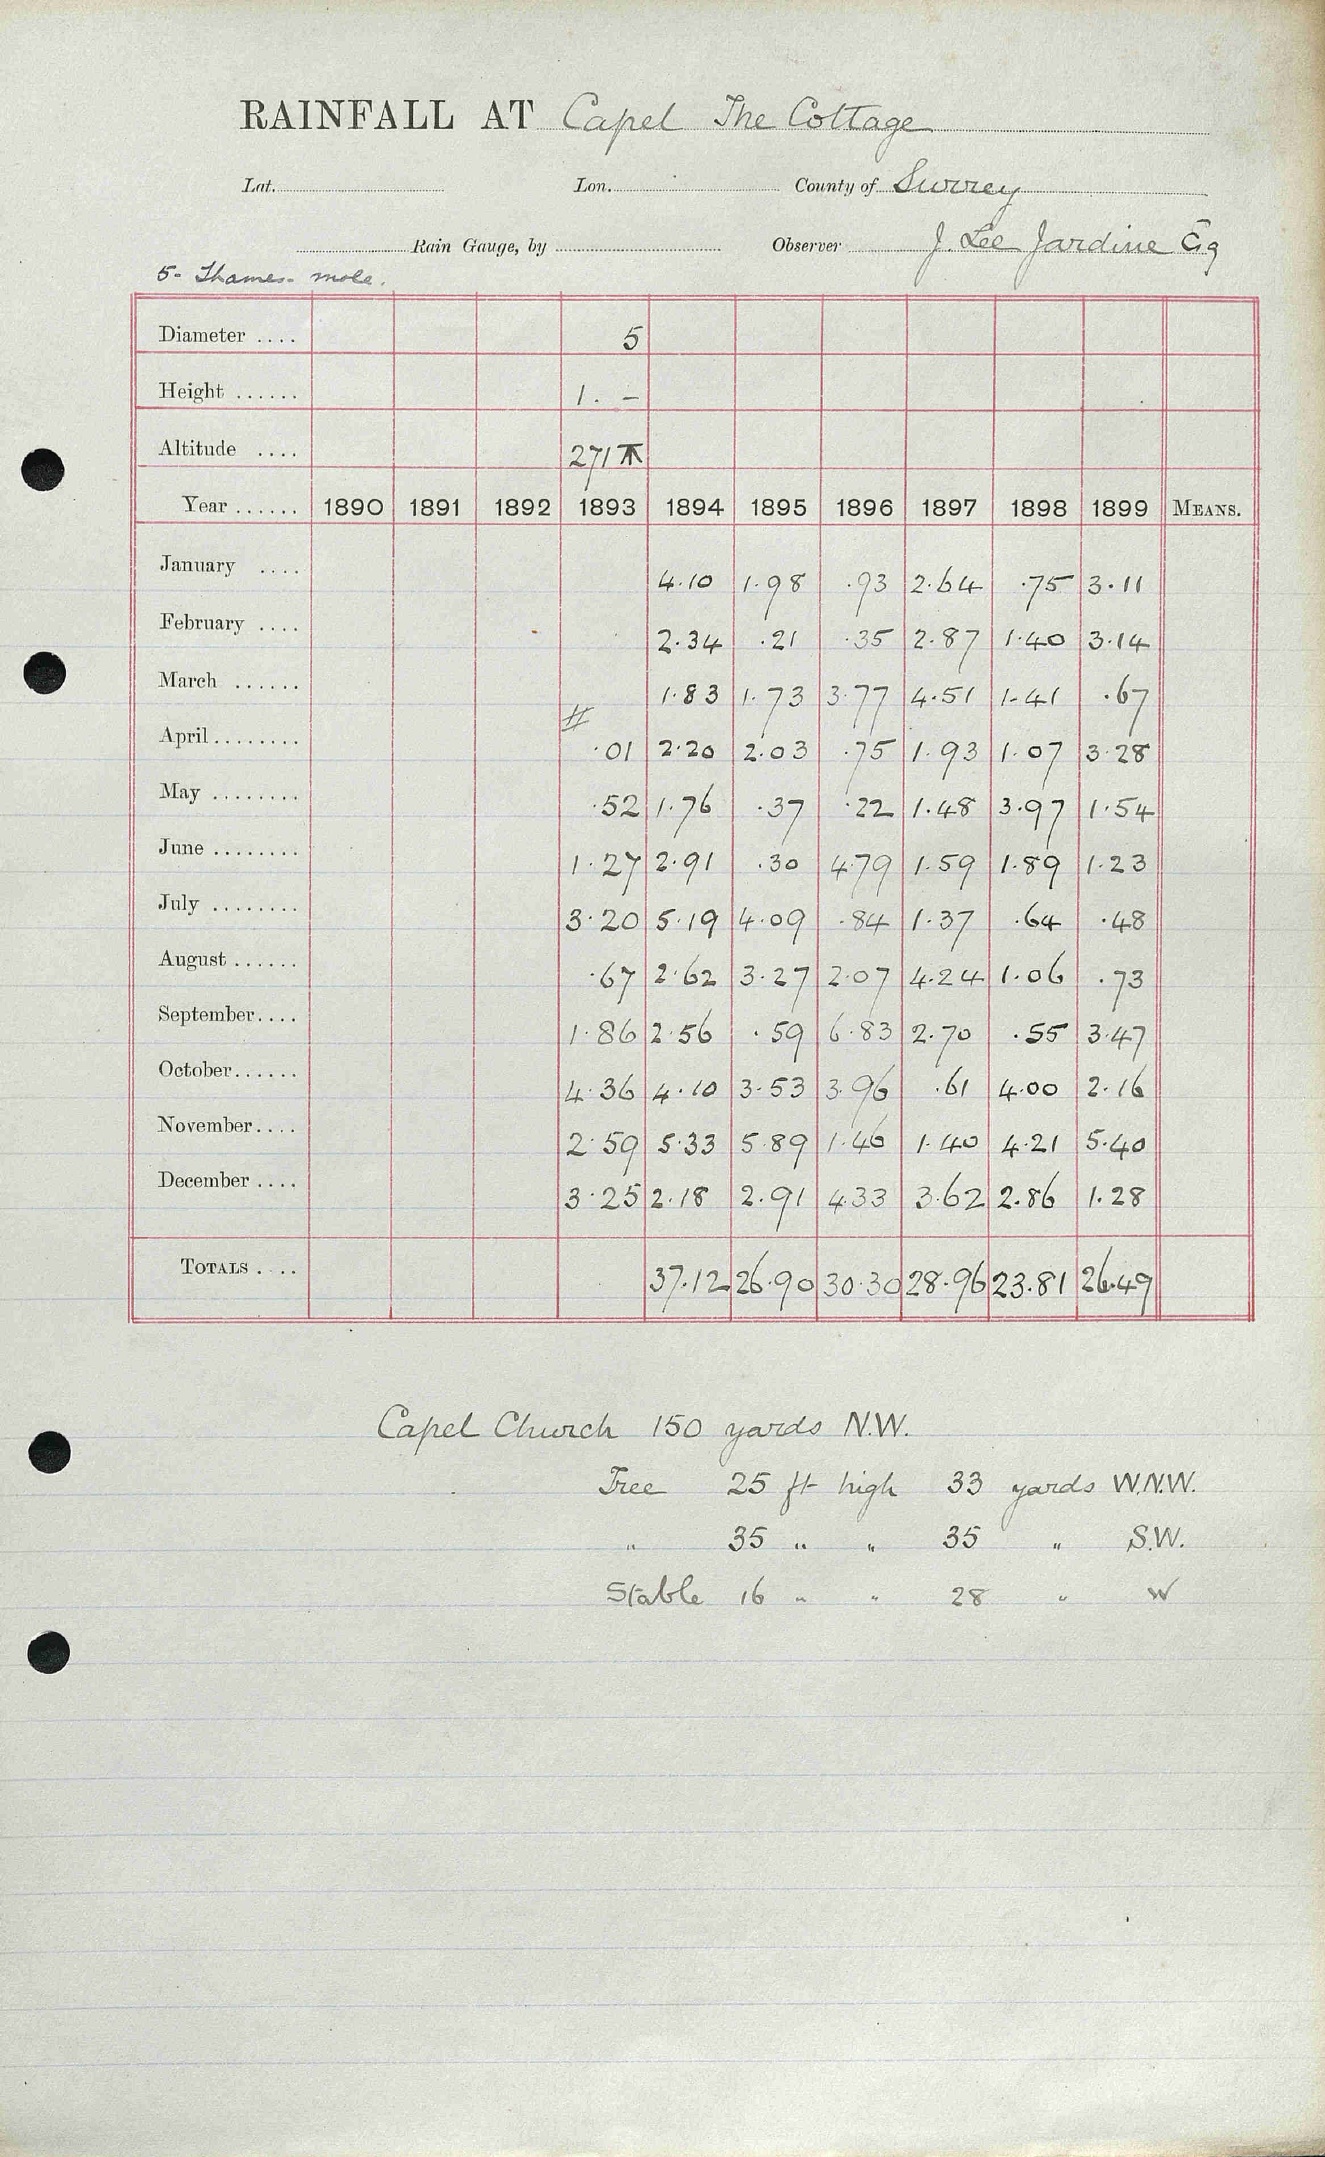 RAINFALL AT Capel The Cottage
Lat. Lon. County of Surrey
Rain Gauge, by Observer J. Lee Jardine Esq
5- Thames- mole.
Diameter .... 5
Height ...... 1. -
Altitude .... 271
Year ...... 1890 1891 1892 1893 1894 1895 1896 1897 1898 1899 MEANS.
January .... 4.10 1.98 .93 2.64 .75 3.11
February .... 2.34 .21 .35 2.87 1.40 3.14
March ...... 1.83 1.73 3.77 4.51 1.41 .67
April........ # .01 2.20 2.03 .75 1.93 1.07 3.28
May ........ .52 1.76 .37 .22 1.48 3.97 1.54
June ........ 1.27 2.91 .30 4.79 1.59 1.89 1.23
July ........ 3.20 5.19 4.09 .84 1.37 .64 .48
August ...... .67 2.62 3.27 2.07 4.24 1.06 .73
September.... 1.86 2.56 .59 6.83 2.70 .55 3.47
October...... 4.36 4.10 3.53 3.96 .61 4.00 2.16
November.... 2.59 5.33 5.89 1.46 1.40 4.21 5.40
December .... 3.25 2.18 2.91 4.33 3.62 2.86 1.28
TOTALS .... 37.12 26.90 30.30 28.96 23.81 26.49
Capel Church 150 yards N.W.
Tree 25 ft high 33 yards W.N.W.
" 35 " " 35 " S.W.
Stable 16 " " 28 " W